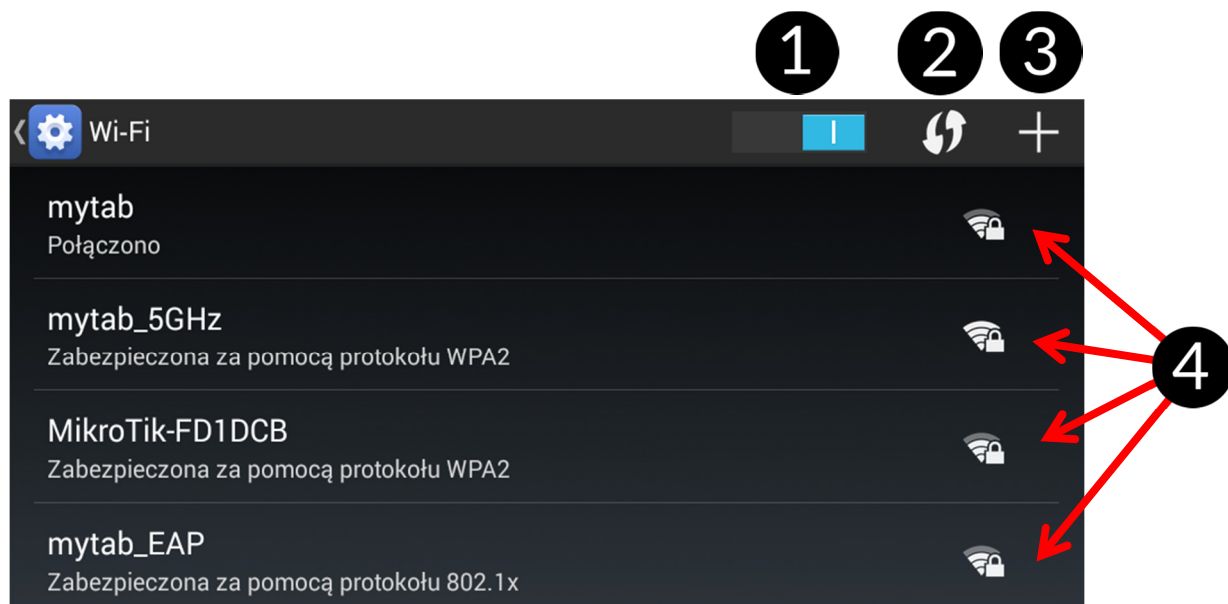 1 2 3
Wi-Fi
mytab
Połączono
mytab_5GHz
Zabezpieczona za pomocą protokołu WPA2
4
MikroTik-FD1DCB
Zabezpieczona za pomocą protokołu WPA2
mytab_EAP
Zabezpieczona za pomocą protokołu 802.1x